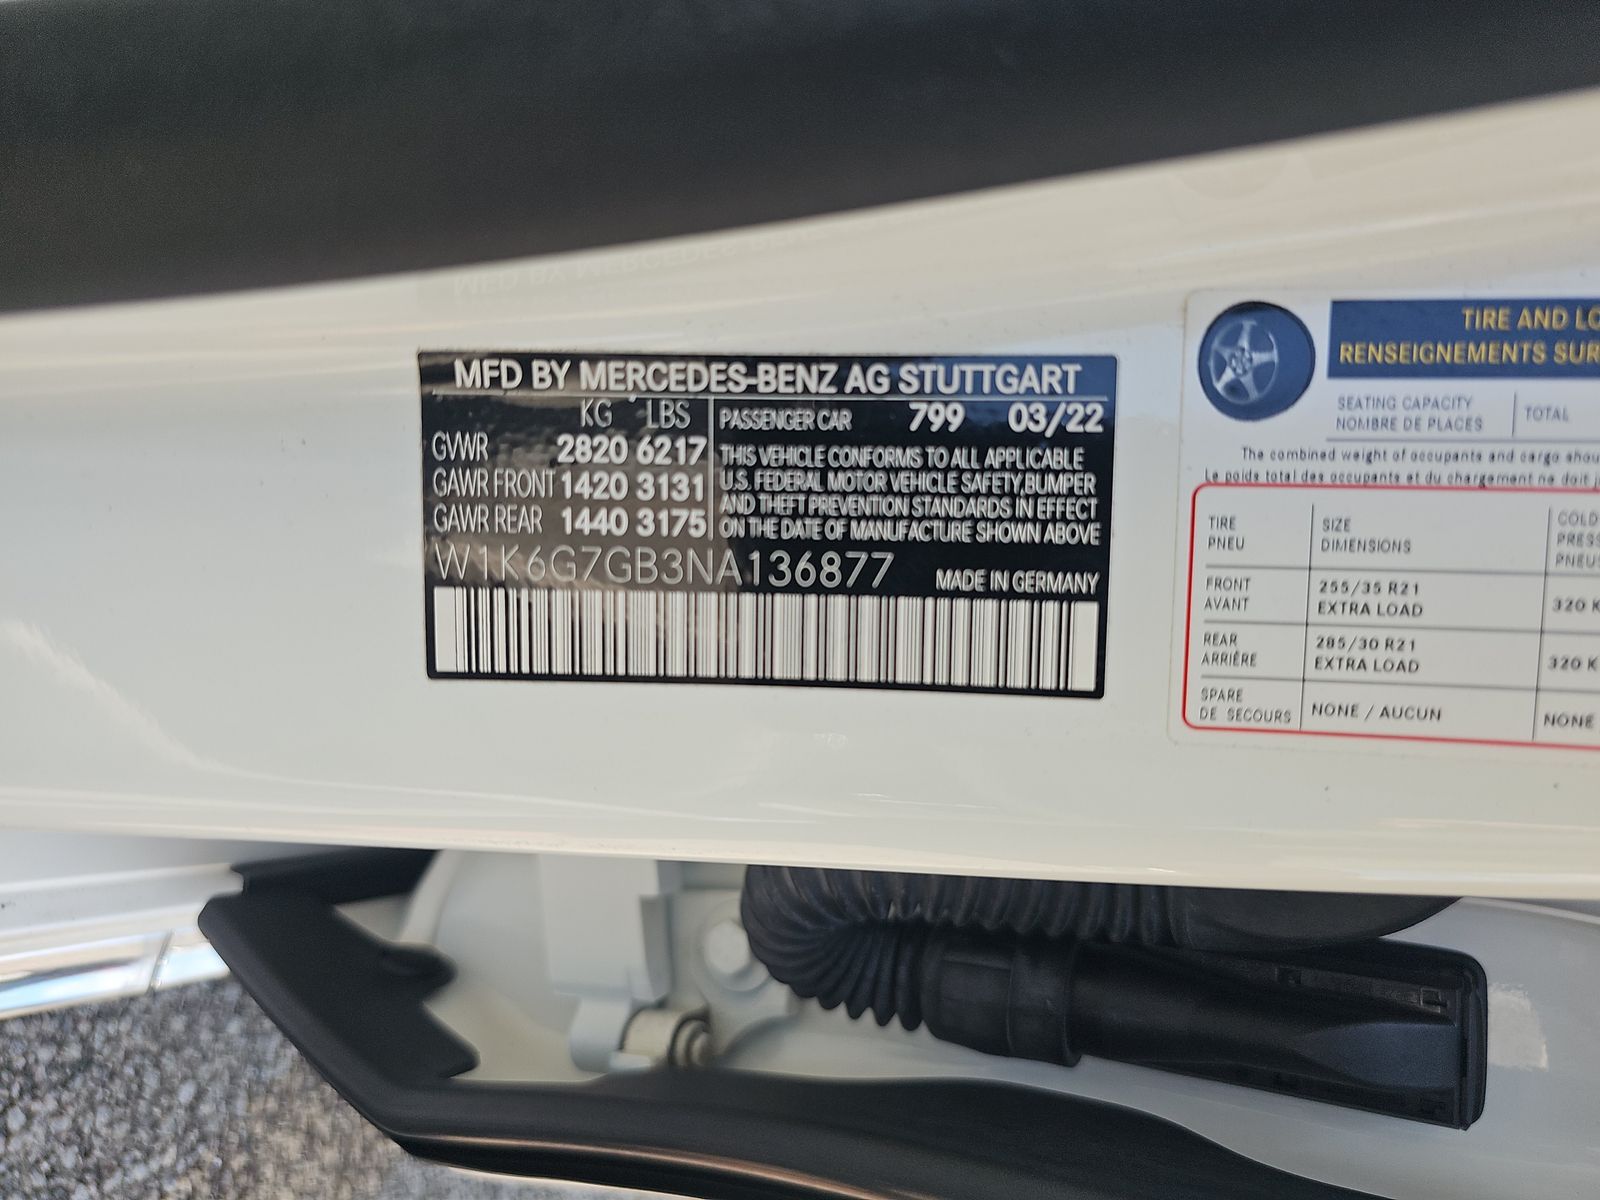 MFD BY MERCEDES-BENZ AG STUTTGART
KG LBS
GVWR 2820 6217
GAWR FRONT 1420 3131
GAWR REAR 1440 3175
PASSENGER CAR 799 03/22
THIS VEHICLE CONFORMS TO ALL APPLICABLE
U.S. FEDERAL MOTOR VEHICLE SAFETY,BUMPER
AND THEFT PREVENTION STANDARDS IN EFFECT
ON THE DATE OF MANUFACTURE SHOWN ABOVE
W1K6G7GB3NA136877
MADE IN GERMANY
TIRE AND LO
RENSEIGNEMENTS SUR
SEATING CAPACITY
NOMBRE DE PLACES
TOTAL
The combined weight of occupants and cargo shou
Le poids total des occupants et du chargement ne doit j
TIRE
PNEU
SIZE
DIMENSIONS
COLD
PRESS
PNEUS
FRONT
AVANT
255/35 R21
EXTRA LOAD
320 K
REAR
ARRIÈRE
285/30 R21
EXTRA LOAD
320 K
SPARE
DE SECOURS
NONE / AUCUN
NONE